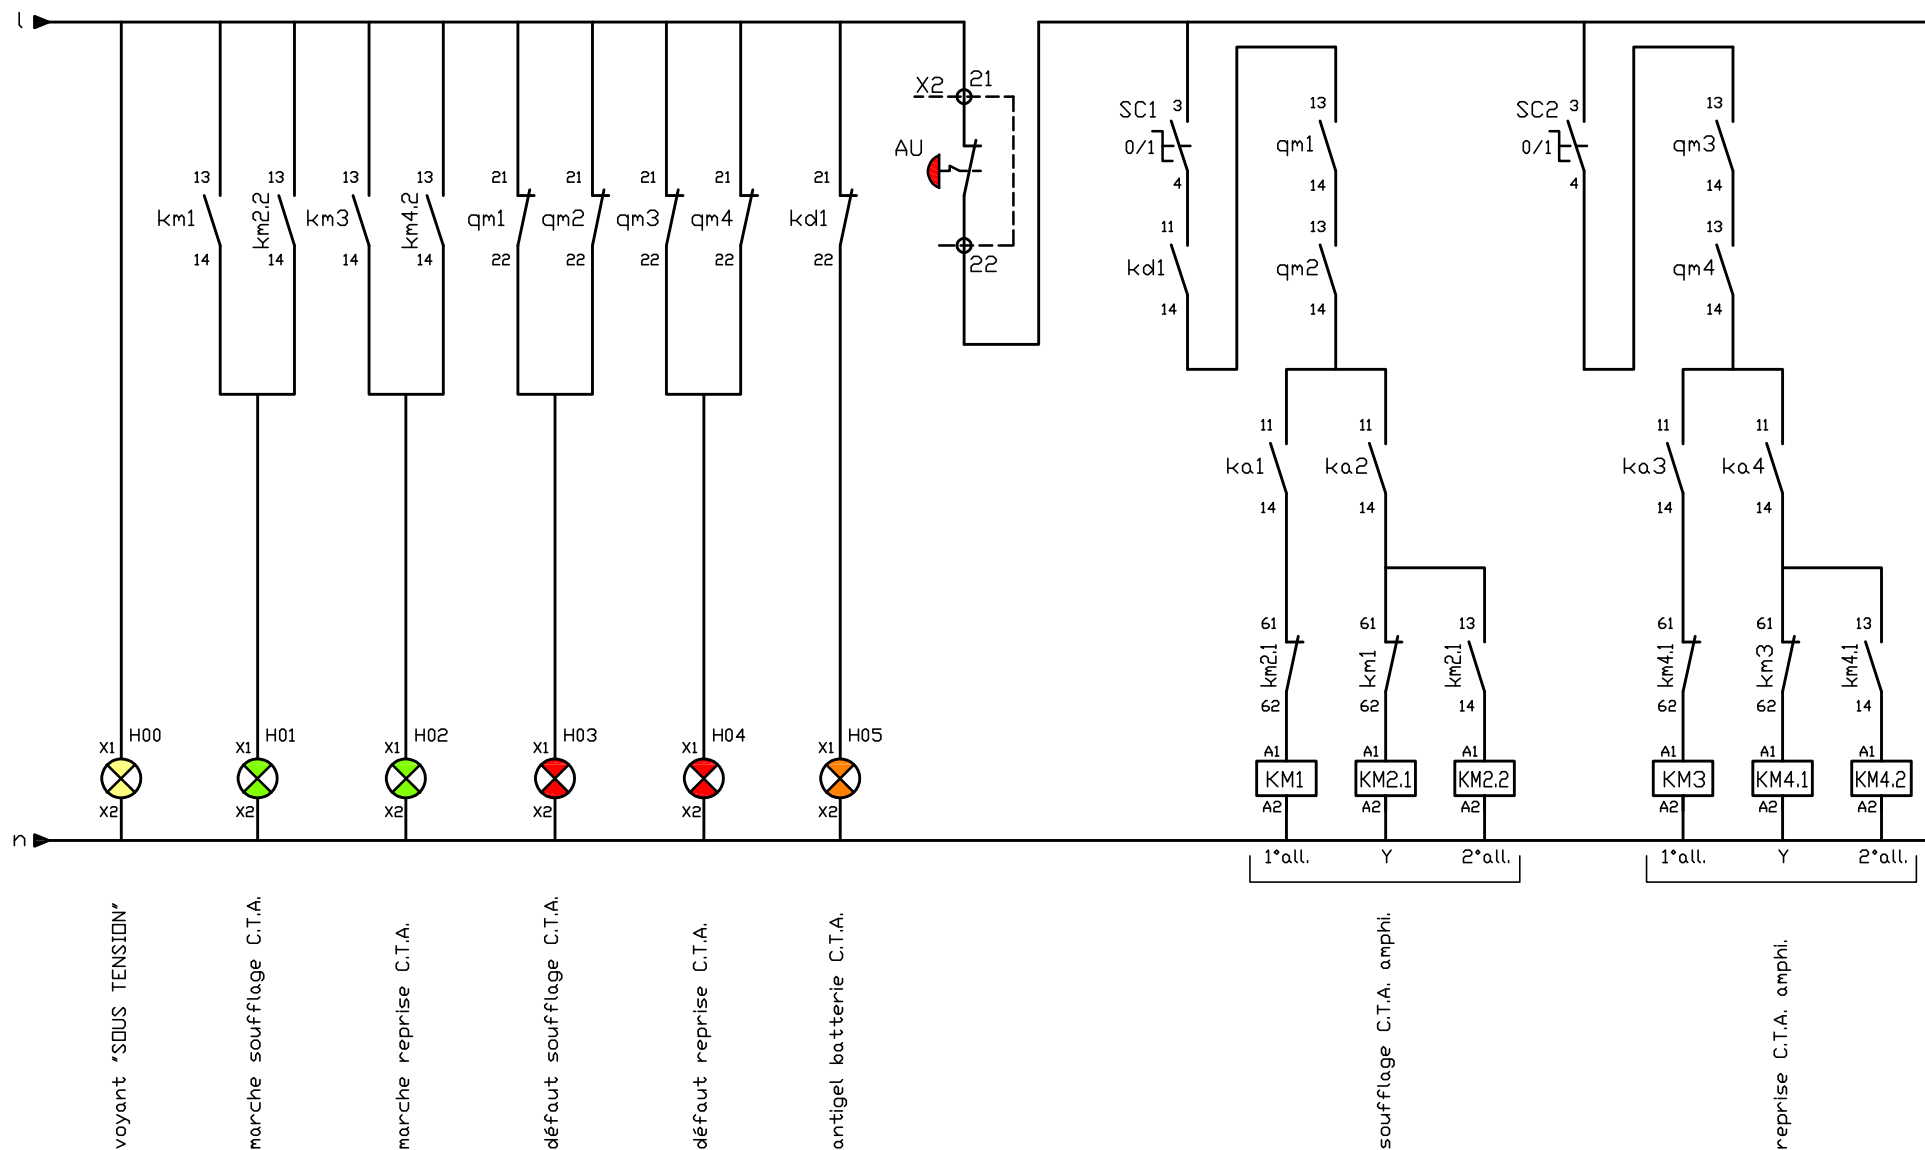 l
X2 21
AU
22
SC1 3
0/1
4
11
kd1
14
13
qm1
14
13
qm2
14
SC2 3
0/1
4
13
qm3
14
13
qm4
14
13
km1
14
13
km2.2
14
13
km3
14
13
km4.2
14
21
qm1
22
21
qm2
22
21
qm3
22
21
qm4
22
21
kd1
22
11
ka1
14
11
ka2
14
11
ka3
14
11
ka4
14
61
km2.1
62
61
km1
62
13
km2.1
14
61
km4.1
62
61
km3
62
13
km4.1
14
X1 H00
X2
X1 H01
X2
X1 H02
X2
X1 H03
X2
X1 H04
X2
X1 H05
X2
A1
KM1
A2
A1
KM2.1
A2
A1
KM2.2
A2
A1
KM3
A2
A1
KM4.1
A2
A1
KM4.2
A2
n
1°all. Y 2°all.
1°all. Y 2°all.
voyant "SOUS TENSION"
marche soufflage C.T.A.
marche reprise C.T.A.
défaut soufflage C.T.A.
défaut reprise C.T.A.
antigel batterie C.T.A.
soufflage C.T.A. amphi.
reprise C.T.A. amphi.